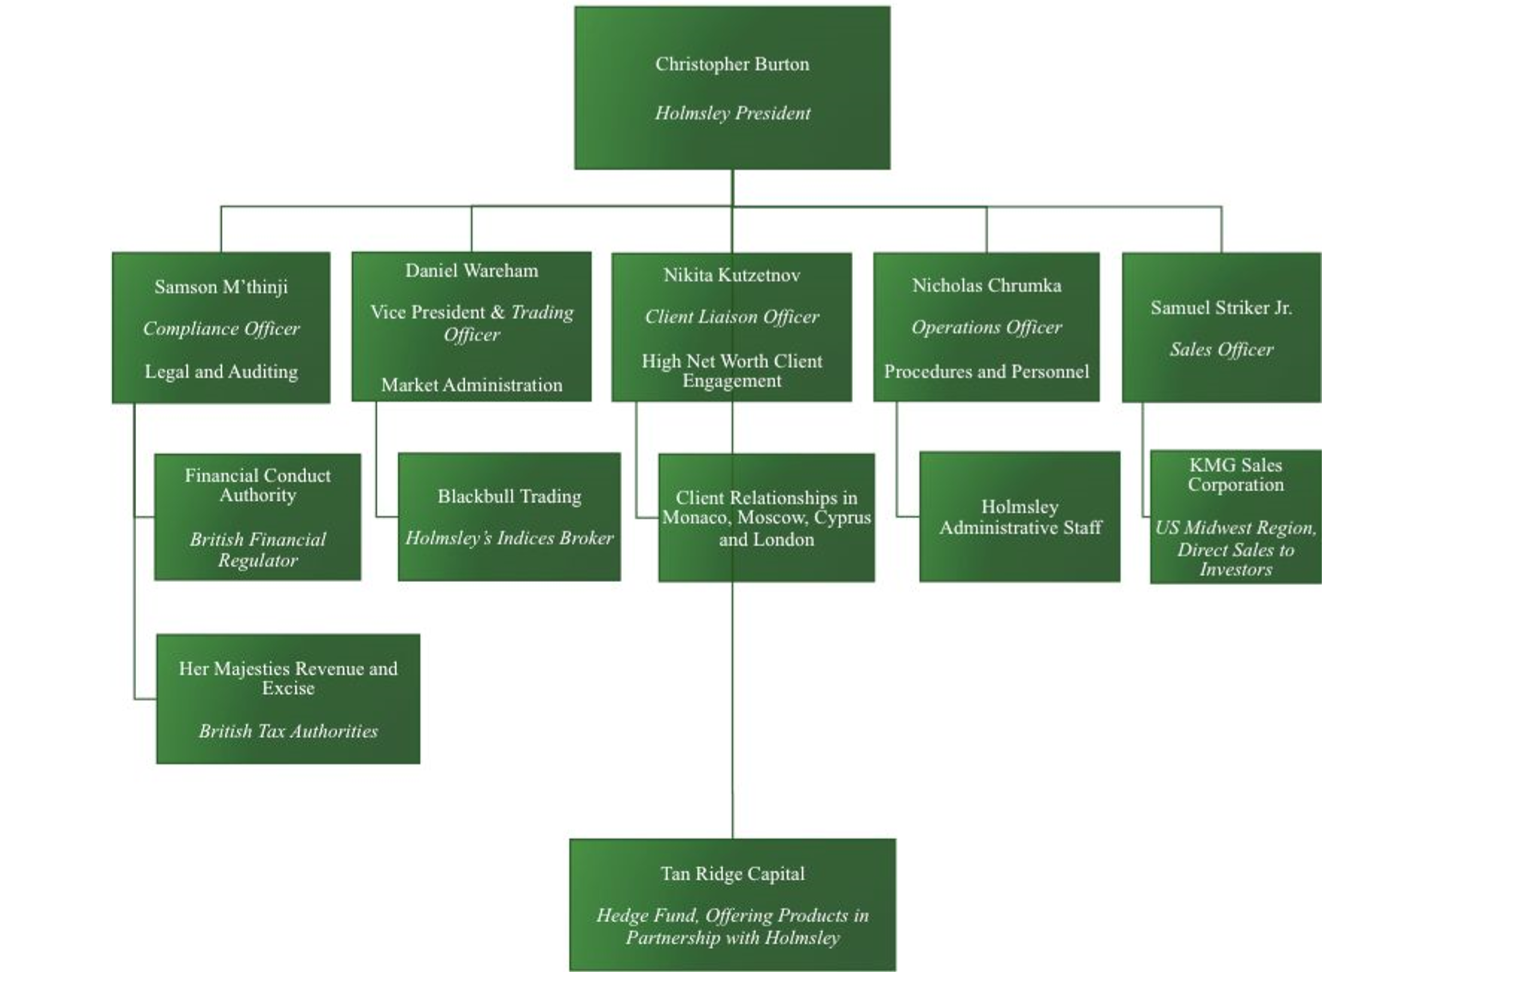 Christopher Burton
Holmsley President
Samson M’thinji
Compliance Officer
Legal and Auditing
Daniel Wareham
Vice President & Trading
Officer
Market Administration
Nikita Kutzetnov
Client Liaison Officer
High Net Worth Client
Engagement
Nicholas Chrumka
Operations Officer
Procedures and Personnel
Samuel Striker Jr.
Sales Officer
Financial Conduct
Authority
British Financial
Regulator
Blackbull Trading
Holmsley’s Indices Broker
Client Relationships in
Monaco, Moscow, Cyprus
and London
Holmsley
Administrative Staff
KMG Sales
Corporation
US Midwest Region,
Direct Sales to
Investors
Her Majesties Revenue and
Excise
British Tax Authorities
Tan Ridge Capital
Hedge Fund, Offering Products in
Partnership with Holmsley